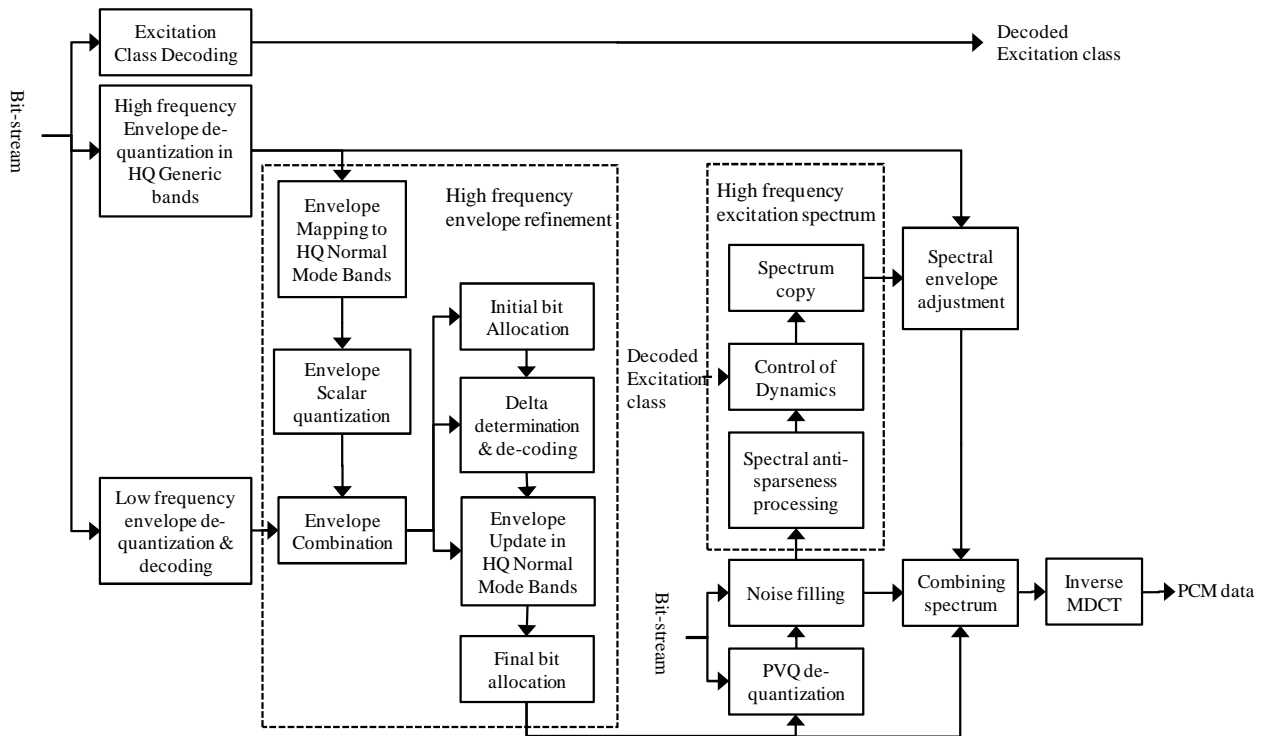 Excitation
Class Decoding
Decoded
Excitation class
Bit-stream
High frequency
Envelope de-
quantization in
HQ Generic
bands
High frequency
envelope refinement
High frequency
excitation spectrum
Envelope
Mapping to
HQ Normal
Mode Bands
Spectral
envelope
adjustment
Spectrum
copy
Initial bit
Allocation
Envelope
Scalar
quantization
Decoded
Excitation
class
Control of
Dynamics
Delta
determination
& de-coding
Spectral anti-
sparseness
processing
Low frequency
envelope de-
quantization &
decoding
Envelope
Combination
Envelope
Update in
HQ Normal
Mode Bands
Bit-stream
Noise filling
Combining
spectrum
Inverse
MDCT
PCM data
Final bit
allocation
PVQ de-
quantization